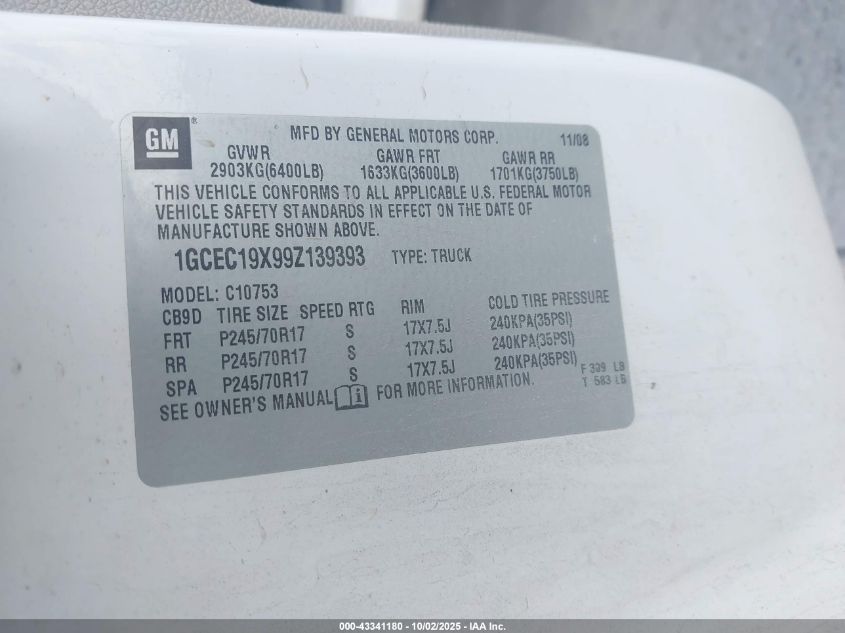 GM®
MFD BY GENERAL MOTORS CORP. 11/08
GVWR GAWR FRT GAWR RR
2903KG(6400LB) 1633KG(3600LB) 1701KG(3750LB)
THIS VEHICLE CONFORMS TO ALL APPLICABLE U.S. FEDERAL MOTOR
VEHICLE SAFETY STANDARDS IN EFFECT ON THE DATE OF
MANUFACTURE SHOWN ABOVE.
1GCEC19X99Z139393 TYPE: TRUCK
MODEL: C10753
CB9D TIRE SIZE SPEED RTG RIM COLD TIRE PRESSURE
FRT P245/70R17 S 17X7.5J 240KPA(35PSI)
RR P245/70R17 S 17X7.5J 240KPA(35PSI)
SPA P245/70R17 S 17X7.5J 240KPA(35PSI)
SEE OWNER'S MANUAL FOR MORE INFORMATION.
F 399 LB
T 583 LB
000-43341180 - 10/02/2025 - IAA Inc.